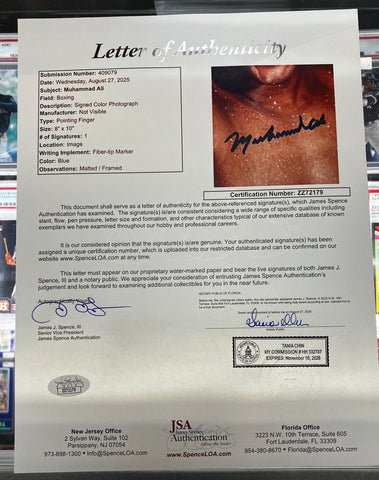 Letter of Authenticity
Submission Number: 409079
Date: Wednesday, August 27, 2025
Subject: Muhammad Ali
Field: Boxing
Description: Signed Color Photograph
Manufacturer: Not Visible
Type: Pointing Finger
Size: 8" x 10"
# of Signatures: 1
Location: Image
Writing Implement: Fiber-tip Marker
Color: Blue
Observations: Matted / Framed
Muhammad Ali
Certification Number: ZZ72179
This document shall serve as a letter of authenticity for the above-referenced signature(s), which James Spence
Authentication has examined. The signature(s) is/are consistent considering a wide range of specific qualities including
slant, flow, pen pressure, letter size and formation, and other characteristics typical of our extensive database of known
exemplars we have examined throughout our hobby and professional careers.
It is our considered opinion that the signature(s) is/are genuine. Your authenticated signature(s) has been
assigned a unique certification number, which is uploaded into our restricted database and can be confirmed on
our website www.SpenceLOA.com at any time.
This letter must appear on our proprietary water-marked paper and bear the live signatures of both James J.
Spence, III and a notary public. We appreciate your consideration of entrusting James Spence Authentication's
judgement and look forward to examining additional collectibles for you in the near future.
Autographically Yours,
NOTARY PUBLIC OF FLORIDA
James J. Spence, III
Senior Vice President
James Spence Authentication
Notary Public
TANIA CHIN
MY COMMISSION # HH 332787
EXPIRES: November 16, 2026
JSA
New Jersey Office
2 Sylvan Way, Suite 102
Parsippany, NJ 07054
973-898-1300 • Info@SpenceLOA.com
JSA
James Spence
Authentication
Florida Office
3223 N.W. 10th Terrace, Suite 605
Fort Lauderdale, FL 33309
954-380-8670 • Florida@SpenceLOA.com